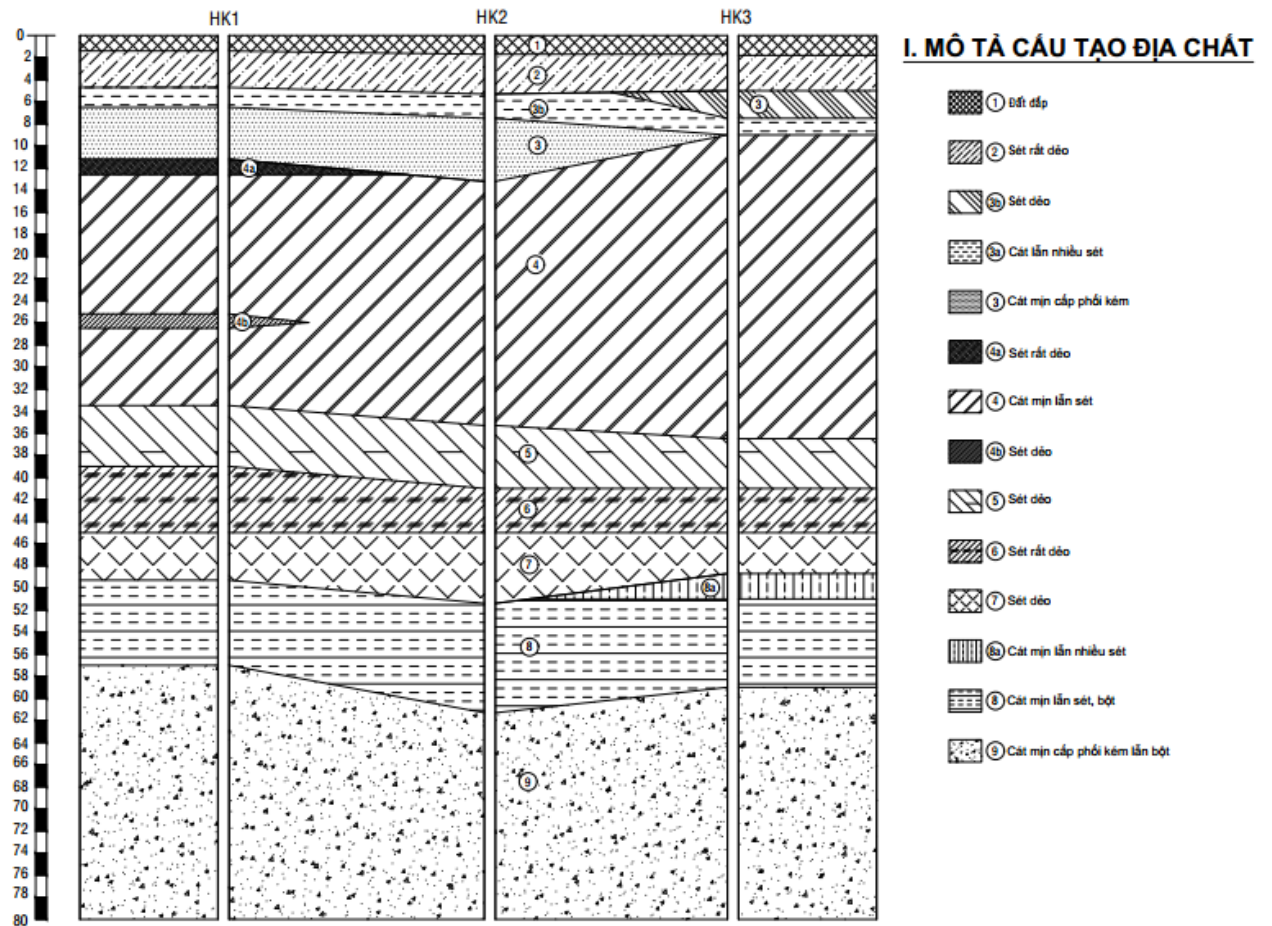 HK1 HK2 HK3
0
2
4
6
8
10
12
14
16
18
20
22
24
26
28
30
32
34
36
38
40
42
44
46
48
50
52
54
56
58
60
62
64
66
68
70
72
74
76
78
80
1
2
3b
3
3
4a
4
4b
5
6
7
8a
8
9
I. MÔ TẢ CẤU TẠO ĐỊA CHẤT
1 Đất đắp
2 Sét rất dẻo
3b Sét dẻo
3a Cát lẫn nhiều sét
3 Cát mịn cấp phối kém
4a Sét rất dẻo
4 Cát mịn lẫn sét
4b Sét dẻo
5 Sét dẻo
6 Sét rất dẻo
7 Sét dẻo
8a Cát mịn lẫn nhiều sét
8 Cát mịn lẫn sét, bột
9 Cát mịn cấp phối kém lẫn bột